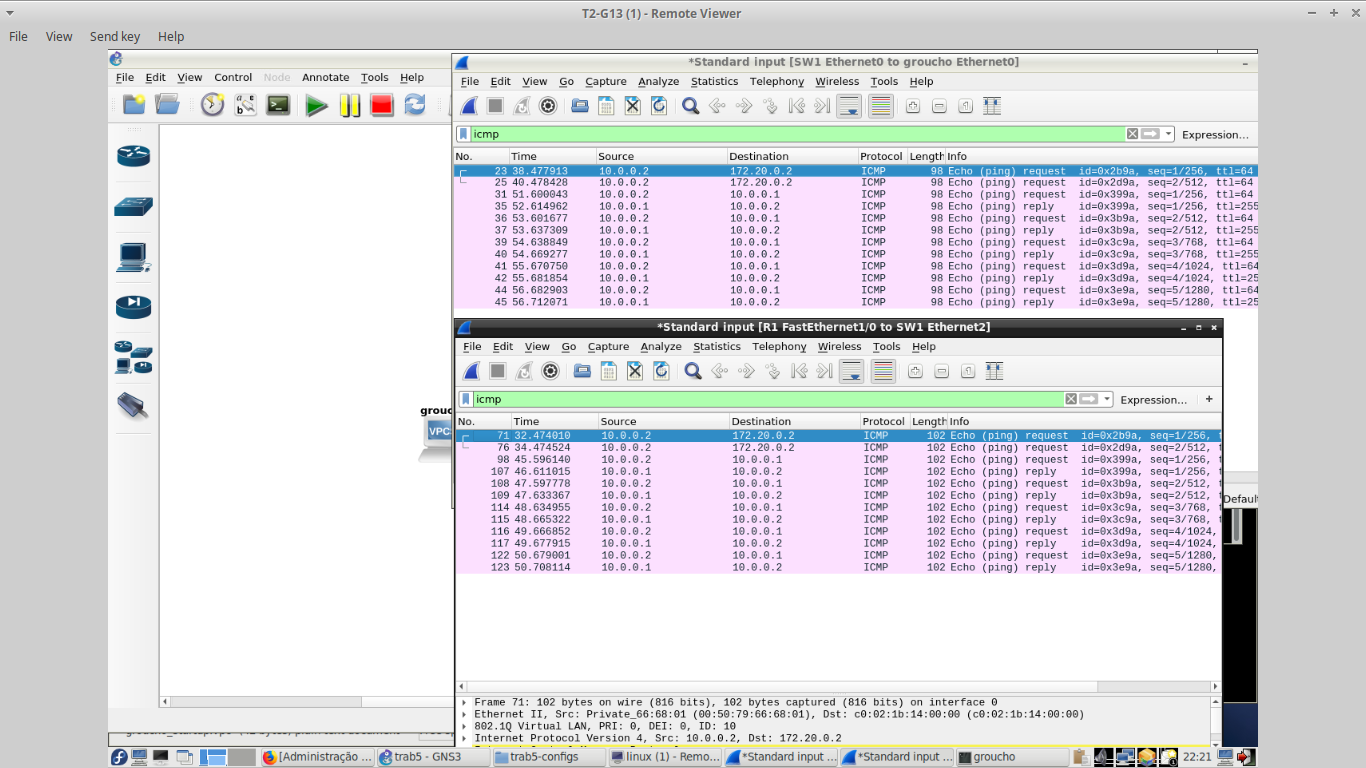 T2-G13 (1) - Remote Viewer
File View Send key Help
File Edit View Control Node Annotate Tools Help
*Standard input [SW1 Ethernet0 to groucho Ethernet0]
File Edit View Go Capture Analyze Statistics Telephony Wireless Tools Help
icmp Expression...
No. Time Source Destination Protocol Length Info
23 38.477913 10.0.0.2 172.20.0.2 ICMP 98 Echo (ping) request id=0x2b9a, seq=1/256, ttl=64
25 40.478428 10.0.0.2 172.20.0.2 ICMP 98 Echo (ping) request id=0x2d9a, seq=2/512, ttl=64
31 51.600043 10.0.0.2 10.0.0.1 ICMP 98 Echo (ping) request id=0x399a, seq=1/256, ttl=64
35 52.614962 10.0.0.1 10.0.0.2 ICMP 98 Echo (ping) reply id=0x399a, seq=1/256, ttl=255
36 53.601677 10.0.0.2 10.0.0.1 ICMP 98 Echo (ping) request id=0x3b9a, seq=2/512, ttl=64
37 53.637309 10.0.0.1 10.0.0.2 ICMP 98 Echo (ping) reply id=0x3b9a, seq=2/512, ttl=255
39 54.638849 10.0.0.2 10.0.0.1 ICMP 98 Echo (ping) request id=0x3c9a, seq=3/768, ttl=64
40 54.669277 10.0.0.1 10.0.0.2 ICMP 98 Echo (ping) reply id=0x3c9a, seq=3/768, ttl=255
41 55.670750 10.0.0.2 10.0.0.1 ICMP 98 Echo (ping) request id=0x3d9a, seq=4/1024, ttl=64
42 55.681854 10.0.0.1 10.0.0.2 ICMP 98 Echo (ping) reply id=0x3d9a, seq=4/1024, ttl=25
44 56.682903 10.0.0.2 10.0.0.1 ICMP 98 Echo (ping) request id=0x3e9a, seq=5/1280, ttl=64
45 56.712071 10.0.0.1 10.0.0.2 ICMP 98 Echo (ping) reply id=0x3e9a, seq=5/1280, ttl=25
*Standard input [R1 FastEthernet1/0 to SW1 Ethernet2]
File Edit View Go Capture Analyze Statistics Telephony Wireless Tools Help
icmp Expression... +
No. Time Source Destination Protocol Length Info
71 32.474010 10.0.0.2 172.20.0.2 ICMP 102 Echo (ping) request id=0x2b9a, seq=1/256,
76 34.474524 10.0.0.2 172.20.0.2 ICMP 102 Echo (ping) request id=0x2d9a, seq=2/512,
98 45.596140 10.0.0.2 10.0.0.1 ICMP 102 Echo (ping) request id=0x399a, seq=1/256,
107 46.611015 10.0.0.1 10.0.0.2 ICMP 102 Echo (ping) reply id=0x399a, seq=1/256,
108 47.597778 10.0.0.2 10.0.0.1 ICMP 102 Echo (ping) request id=0x3b9a, seq=2/512,
109 47.633367 10.0.0.1 10.0.0.2 ICMP 102 Echo (ping) reply id=0x3b9a, seq=2/512,
114 48.634955 10.0.0.2 10.0.0.1 ICMP 102 Echo (ping) request id=0x3c9a, seq=3/768,
115 48.665322 10.0.0.1 10.0.0.2 ICMP 102 Echo (ping) reply id=0x3c9a, seq=3/768,
116 49.666852 10.0.0.2 10.0.0.1 ICMP 102 Echo (ping) request id=0x3d9a, seq=4/1024,
117 49.677915 10.0.0.1 10.0.0.2 ICMP 102 Echo (ping) reply id=0x3d9a, seq=4/1024,
122 50.679001 10.0.0.2 10.0.0.1 ICMP 102 Echo (ping) request id=0x3e9a, seq=5/1280,
123 50.708114 10.0.0.1 10.0.0.2 ICMP 102 Echo (ping) reply id=0x3e9a, seq=5/1280,
grouc
VPC
Defaul
Frame 71: 102 bytes on wire (816 bits), 102 bytes captured (816 bits) on interface 0
Ethernet II, Src: Private_66:68:01 (00:50:79:66:68:01), Dst: c0:02:1b:14:00:00 (c0:02:1b:14:00:00)
802.1Q Virtual LAN, PRI: 0, DEI: 0, ID: 10
Internet Protocol Version 4, Src: 10.0.0.2, Dst: 172.20.0.2
[Administração ... trab5 - GNS3 trab5-configs linux (1) - Remo... *Standard input ... *Standard input ... groucho 22:21